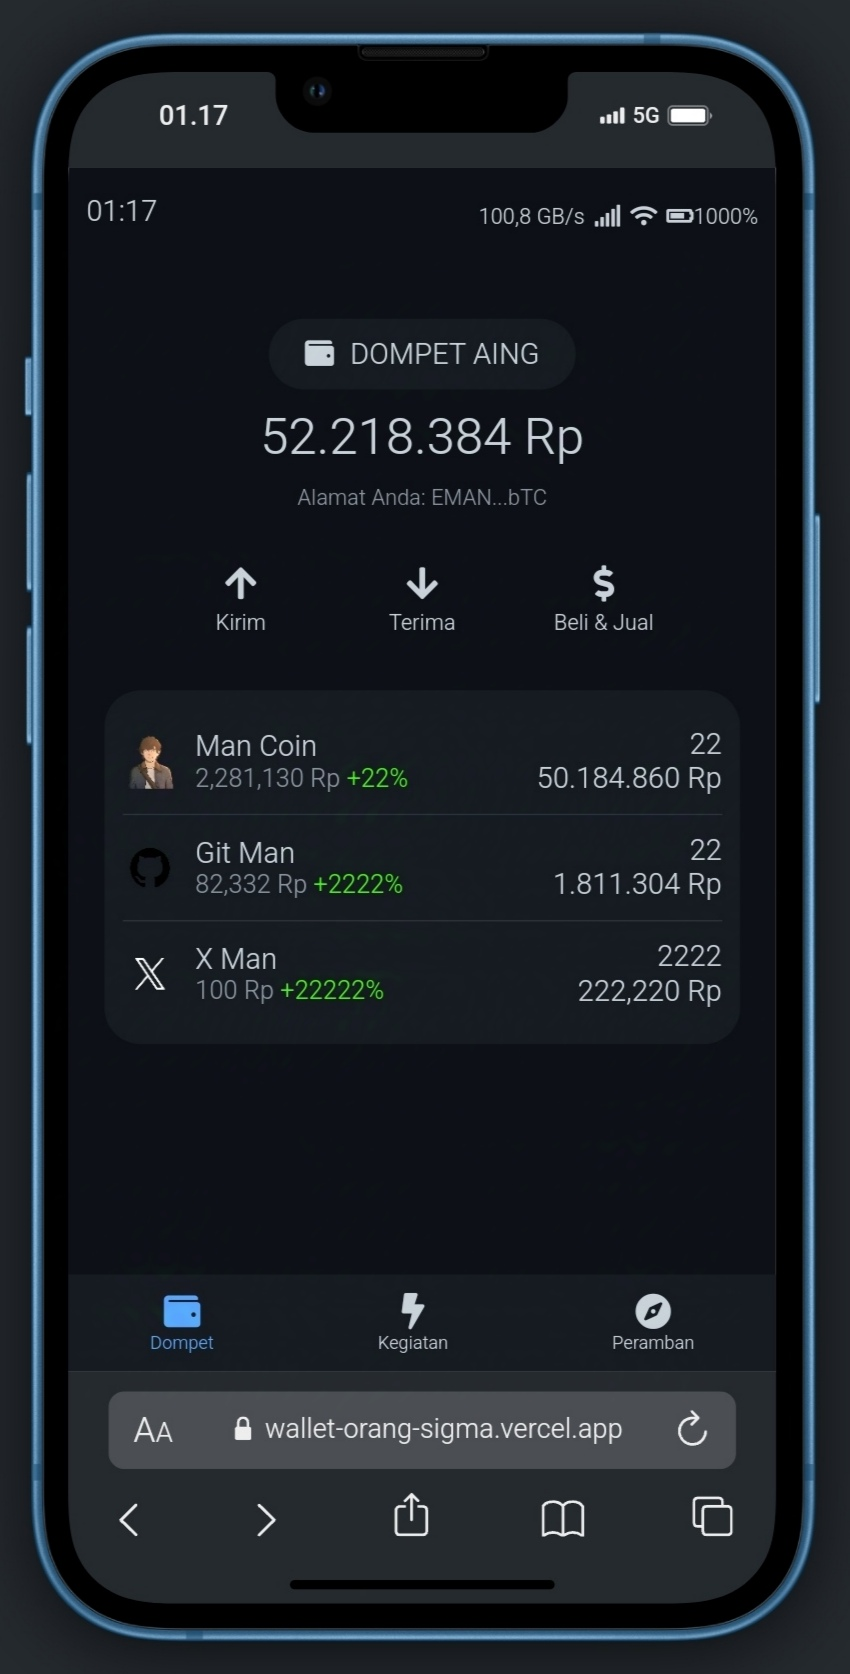 01.17 5G
01:17 100,8 GB/s 1000%
DOMPET AING
52.218.384 Rp
Alamat Anda: EMAN...bTC
Kirim Terima Beli & Jual
Man Coin 22
2,281,130 Rp +22% 50.184.860 Rp
Git Man 22
82,332 Rp +2222% 1.811.304 Rp
X Man 2222
100 Rp +22222% 222,220 Rp
Dompet Kegiatan Peramban
AA wallet-orang-sigma.vercel.app